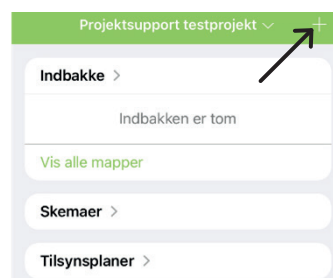 Projektsupport testprojekt
Indbakke
Indbakken er tom
Vis alle mapper
Skemaer
Tilsynsplaner